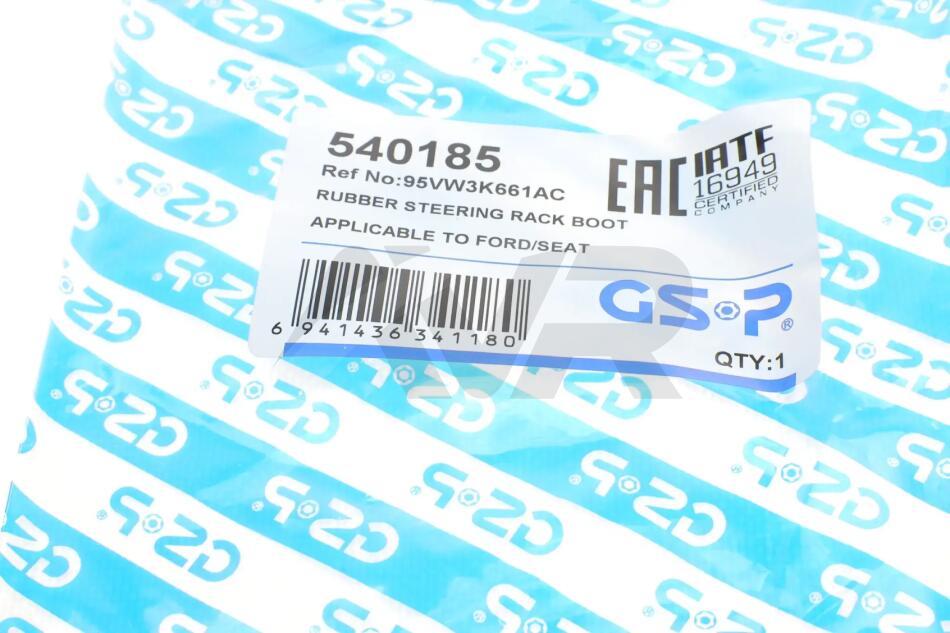 540185
Ref No:95VW3K661AC
RUBBER STEERING RACK BOOT
APPLICABLE TO FORD/SEAT
EAC
IATF
16949
CERTIFIED
COMPANY
6 941436 341180
GSP®
QTY:1
AVR